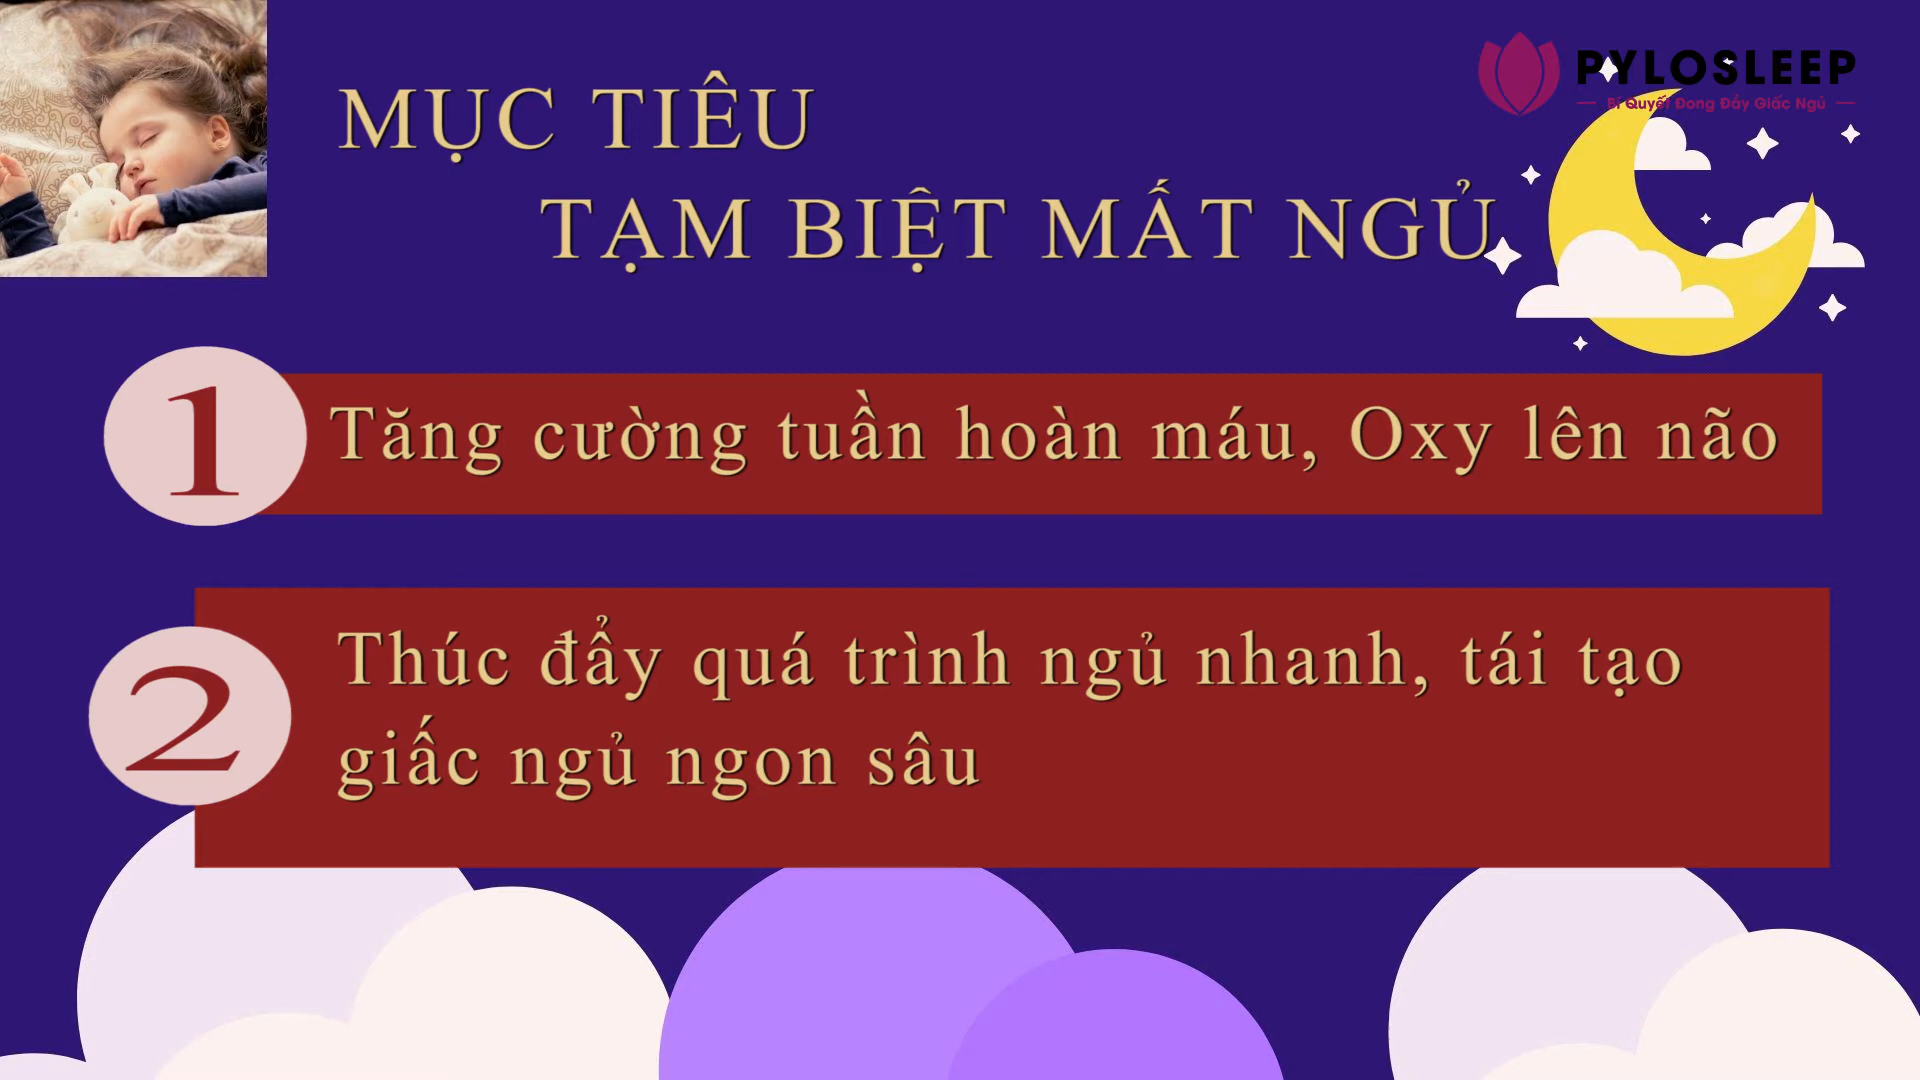 PYLOSLEEP
Bí Quyết Đong Đầy Giấc Ngủ
MỤC TIÊU
TẠM BIỆT MẤT NGỦ
1
Tăng cường tuần hoàn máu, Oxy lên não
2
Thúc đẩy quá trình ngủ nhanh, tái tạo
giấc ngủ ngon sâu